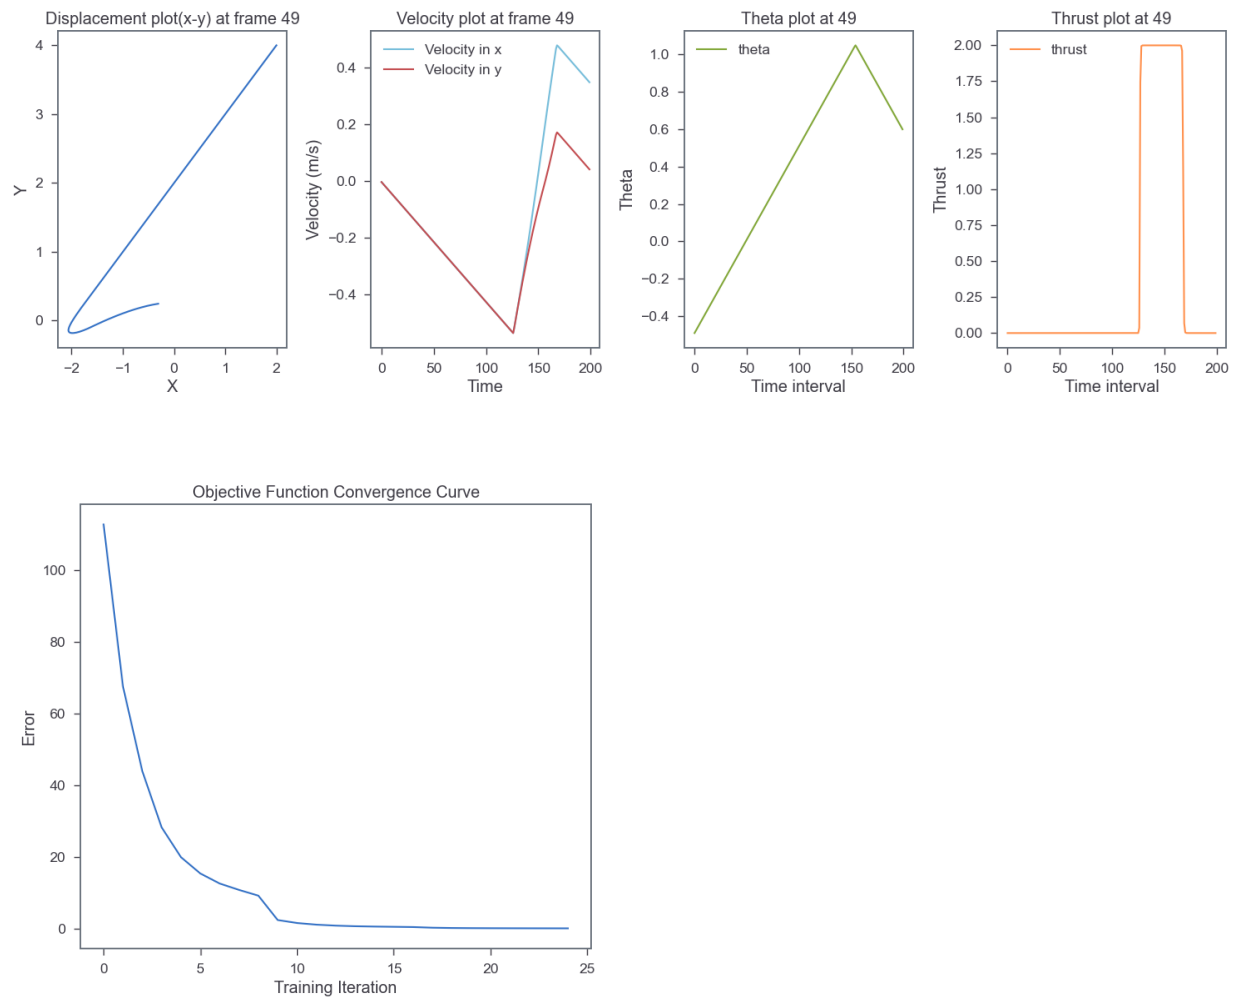 Displacement plot(x-y) at frame 49
4
3
2
1
0
Y
−2 −1 0 1 2
X
Velocity plot at frame 49
Velocity in x
Velocity in y
0.4
0.2
0.0
−0.2
−0.4
Velocity (m/s)
0 50 100 150 200
Time
Theta plot at 49
theta
1.0
0.8
0.6
0.4
0.2
0.0
−0.2
−0.4
Theta
0 50 100 150 200
Time interval
Thrust plot at 49
thrust
2.00
1.75
1.50
1.25
1.00
0.75
0.50
0.25
0.00
Thrust
0 50 100 150 200
Time interval
Objective Function Convergence Curve
100
80
60
40
20
0
Error
0 5 10 15 20 25
Training Iteration